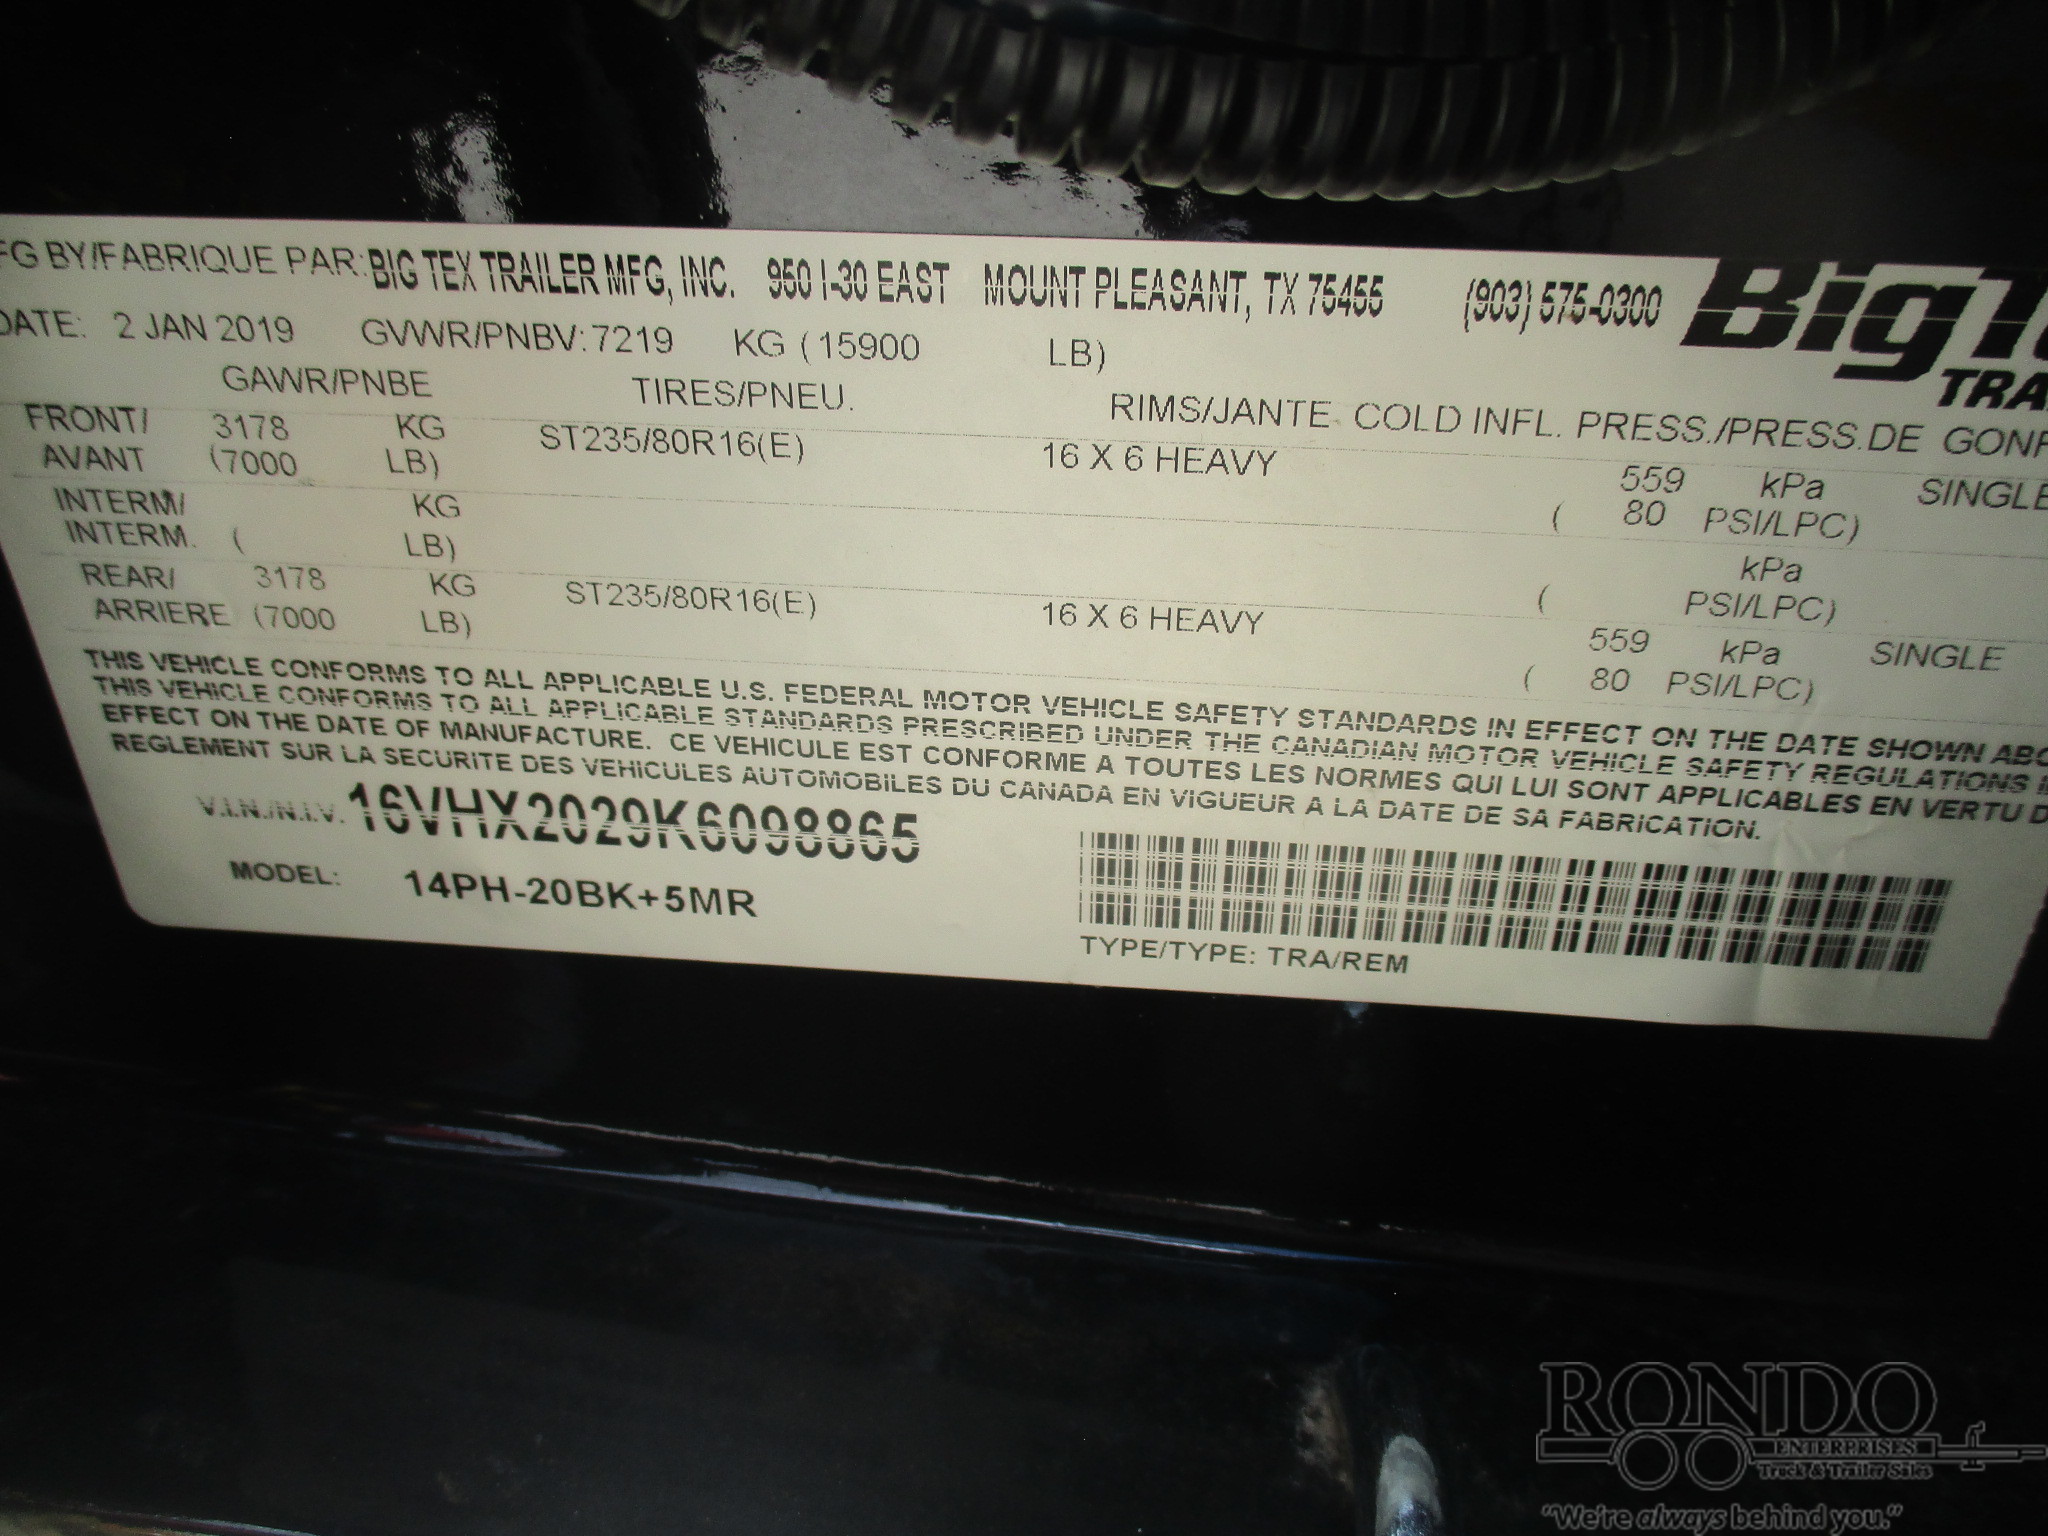 FG BY/FABRIQUE PAR: BIG TEX TRAILER MFG, INC. 950 I-30 EAST MOUNT PLEASANT, TX 75455 (903) 575-0300
Big T
TRA
DATE: 2 JAN 2019 GVWR/PNBV: 7219 KG (15900 LB)
GAWR/PNBE TIRES/PNEU. RIMS/JANTE COLD INFL. PRESS./PRESS.DE GONF
FRONT/ 3178 KG ST235/80R16(E) 16 X 6 HEAVY 559 kPa SINGLE
AVANT (7000 LB) ( 80 PSI/LPC)
INTERM/ KG kPa
INTERM. ( LB) ( PSI/LPC)
REAR/ 3178 KG ST235/80R16(E) 16 X 6 HEAVY 559 kPa SINGLE
ARRIERE (7000 LB) ( 80 PSI/LPC)
THIS VEHICLE CONFORMS TO ALL APPLICABLE U.S. FEDERAL MOTOR VEHICLE SAFETY STANDARDS IN EFFECT ON THE DATE SHOWN ABO
THIS VEHICLE CONFORMS TO ALL APPLICABLE STANDARDS PRESCRIBED UNDER THE CANADIAN MOTOR VEHICLE SAFETY REGULATIONS I
EFFECT ON THE DATE OF MANUFACTURE. CE VEHICULE EST CONFORME A TOUTES LES NORMES QUI LUI SONT APPLICABLES EN VERTU D
REGLEMENT SUR LA SECURITE DES VEHICULES AUTOMOBILES DU CANADA EN VIGUEUR A LA DATE DE SA FABRICATION.
V.I.N./N.I.V. 16VHX2029K6098865
MODEL: 14PH-20BK+5MR
TYPE/TYPE: TRA/REM
RONDO
ENTERPRISES
Truck & Trailer Sales
"We're always behind you."